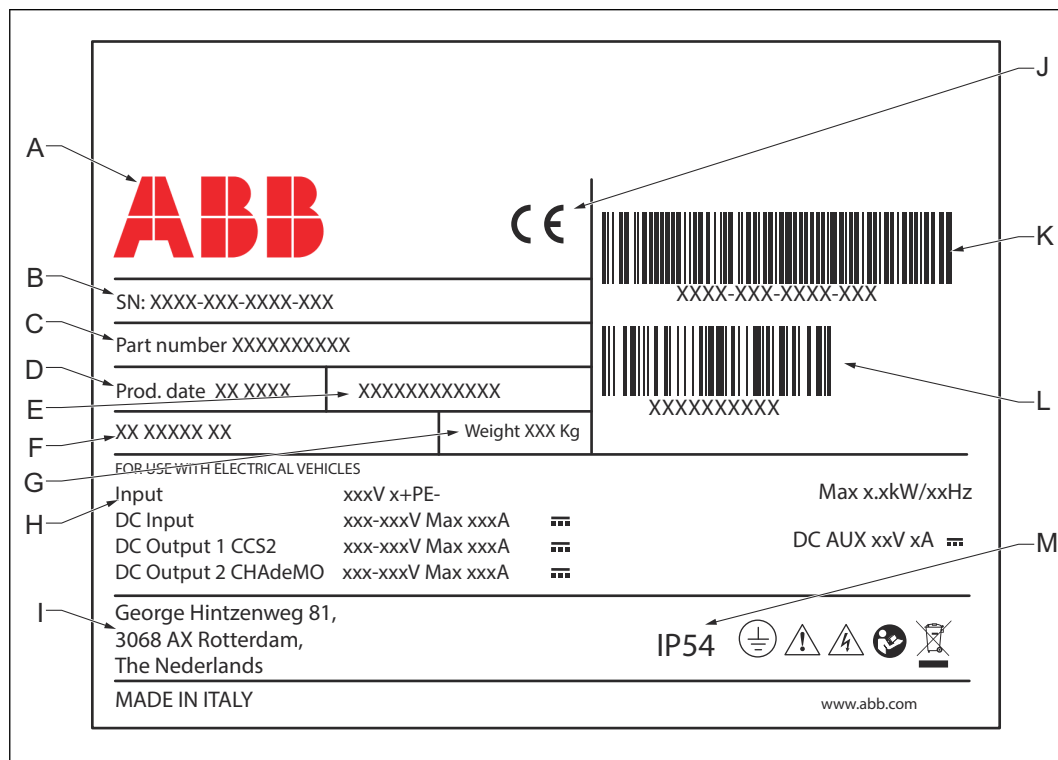 A
ABB
CE
J
K
XXXX-XXX-XXXX-XXX
B
SN: XXXX-XXX-XXXX-XXX
C
Part number XXXXXXXXXX
D
Prod. date XX XXXX
E
XXXXXXXXXXXX
L
XXXXXXXXXX
F
XX XXXXX XX
G
Weight XXX Kg
FOR USE WITH ELECTRICAL VEHICLES
H
Input xxxV x+PE- Max x.xkW/xxHz
DC Input xxx-xxxV Max xxxA
DC Output 1 CCS2 xxx-xxxV Max xxxA DC AUX xxV xA
DC Output 2 CHAdeMO xxx-xxxV Max xxxA
M
I
George Hintzenweg 81,
3068 AX Rotterdam,
The Nederlands
IP54
MADE IN ITALY
www.abb.com